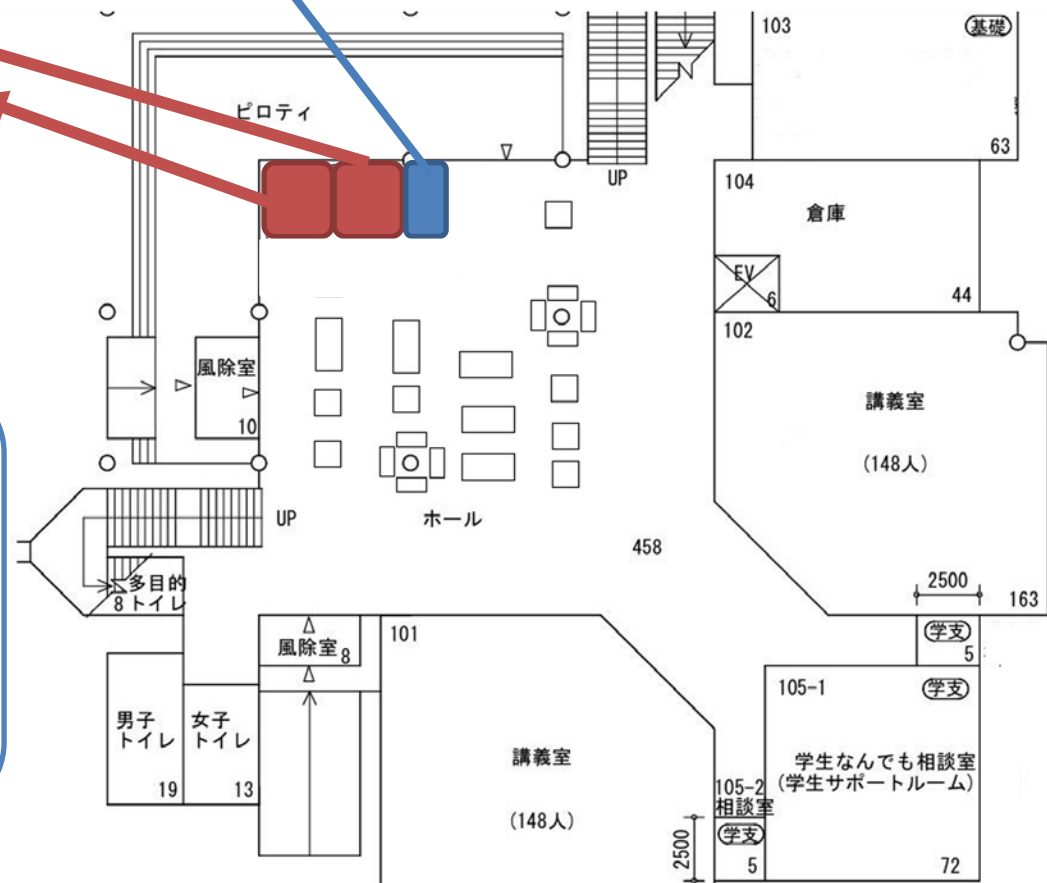 103
基礎
63
ピロティ
UP
104
倉庫
EV
6
44
102
講義室
(148人)
2500
163
風除室
10
UP
ホール
458
多目的
8 トイレ
風除室 8
101
講義室
(148人)
男子
トイレ
19
女子
トイレ
13
学支
5
105-1
学支
学生なんでも相談室
(学生サポートルーム)
72
105-2
相談室
学支
5
2500